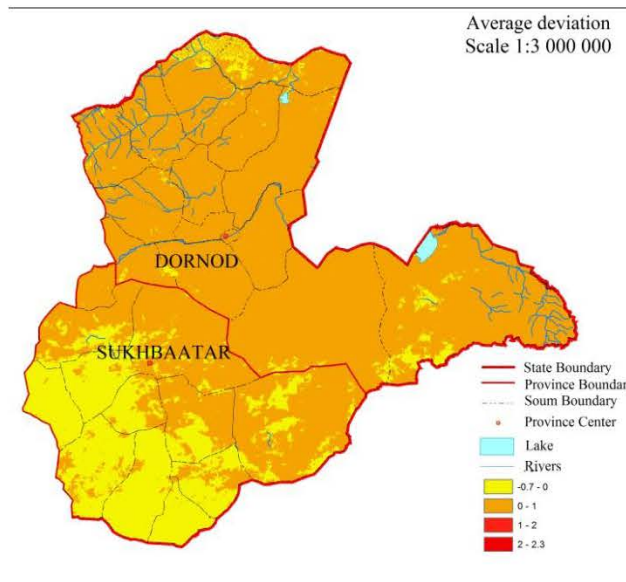 Average deviation
Scale 1:3 000 000
DORNOD
SUKHBAATAR
State Boundary
Province Boundar
Soum Boundary
Province Center
Lake
Rivers
-0.7 - 0
0 - 1
1 - 2
2 - 2.3